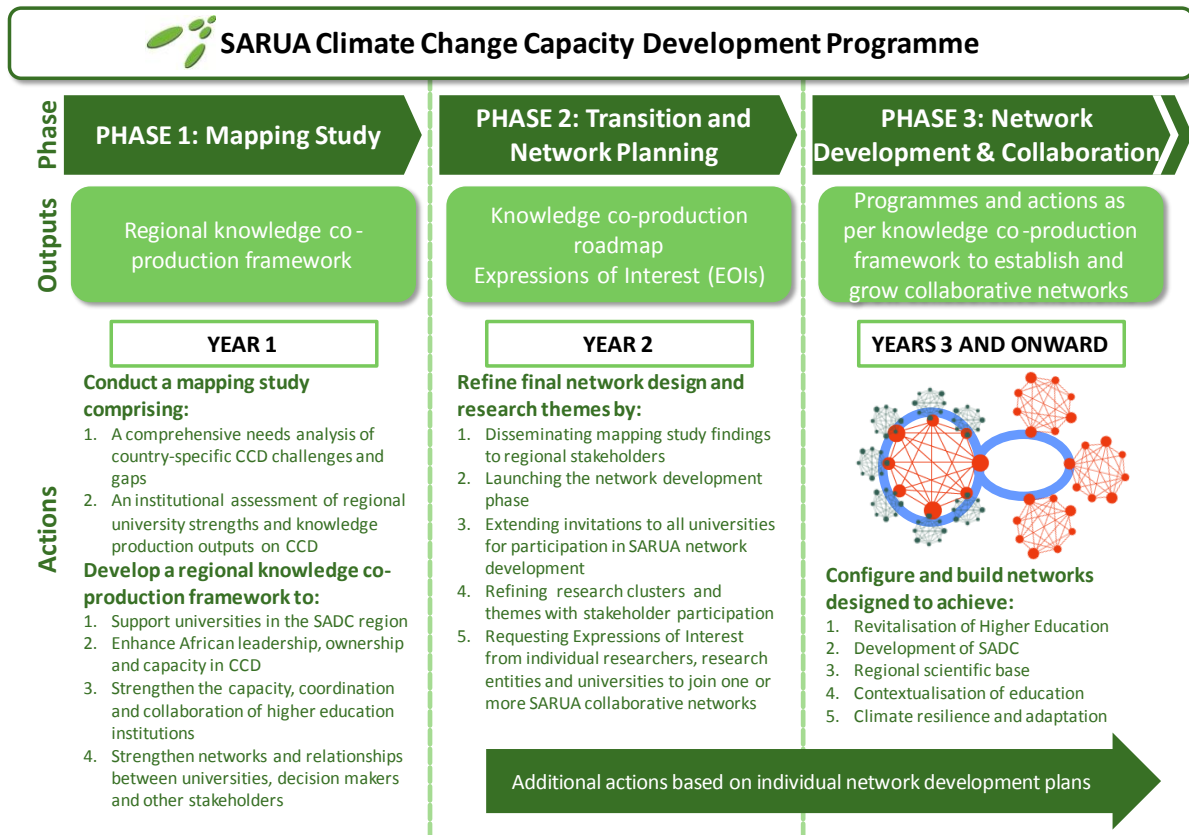 SARUA Climate Change Capacity Development Programme
Phase
PHASE 1: Mapping Study
PHASE 2: Transition and
Network Planning
PHASE 3: Network
Development & Collaboration
Outputs
Regional knowledge co -
production framework
Knowledge co-production
roadmap
Expressions of Interest (EOIs)
Programmes and actions as
per knowledge co -production
framework to establish and
grow collaborative networks
Actions
YEAR 1
Conduct a mapping study
comprising:
1. A comprehensive needs analysis of
country-specific CCD challenges and
gaps
2. An institutional assessment of regional
university strengths and knowledge
production outputs on CCD
Develop a regional knowledge co-
production framework to:
1. Support universities in the SADC region
2. Enhance African leadership, ownership
and capacity in CCD
3. Strengthen the capacity, coordination
and collaboration of higher education
institutions
4. Strengthen networks and relationships
between universities, decision makers
and other stakeholders
YEAR 2
Refine final network design and
research themes by:
1. Disseminating mapping study findings
to regional stakeholders
2. Launching the network development
phase
3. Extending invitations to all universities
for participation in SARUA network
development
4. Refining research clusters and
themes with stakeholder participation
5. Requesting Expressions of Interest
from individual researchers, research
entities and universities to join one or
more SARUA collaborative networks
YEARS 3 AND ONWARD
Configure and build networks
designed to achieve:
1. Revitalisation of Higher Education
2. Development of SADC
3. Regional scientific base
4. Contextualisation of education
5. Climate resilience and adaptation
Additional actions based on individual network development plans